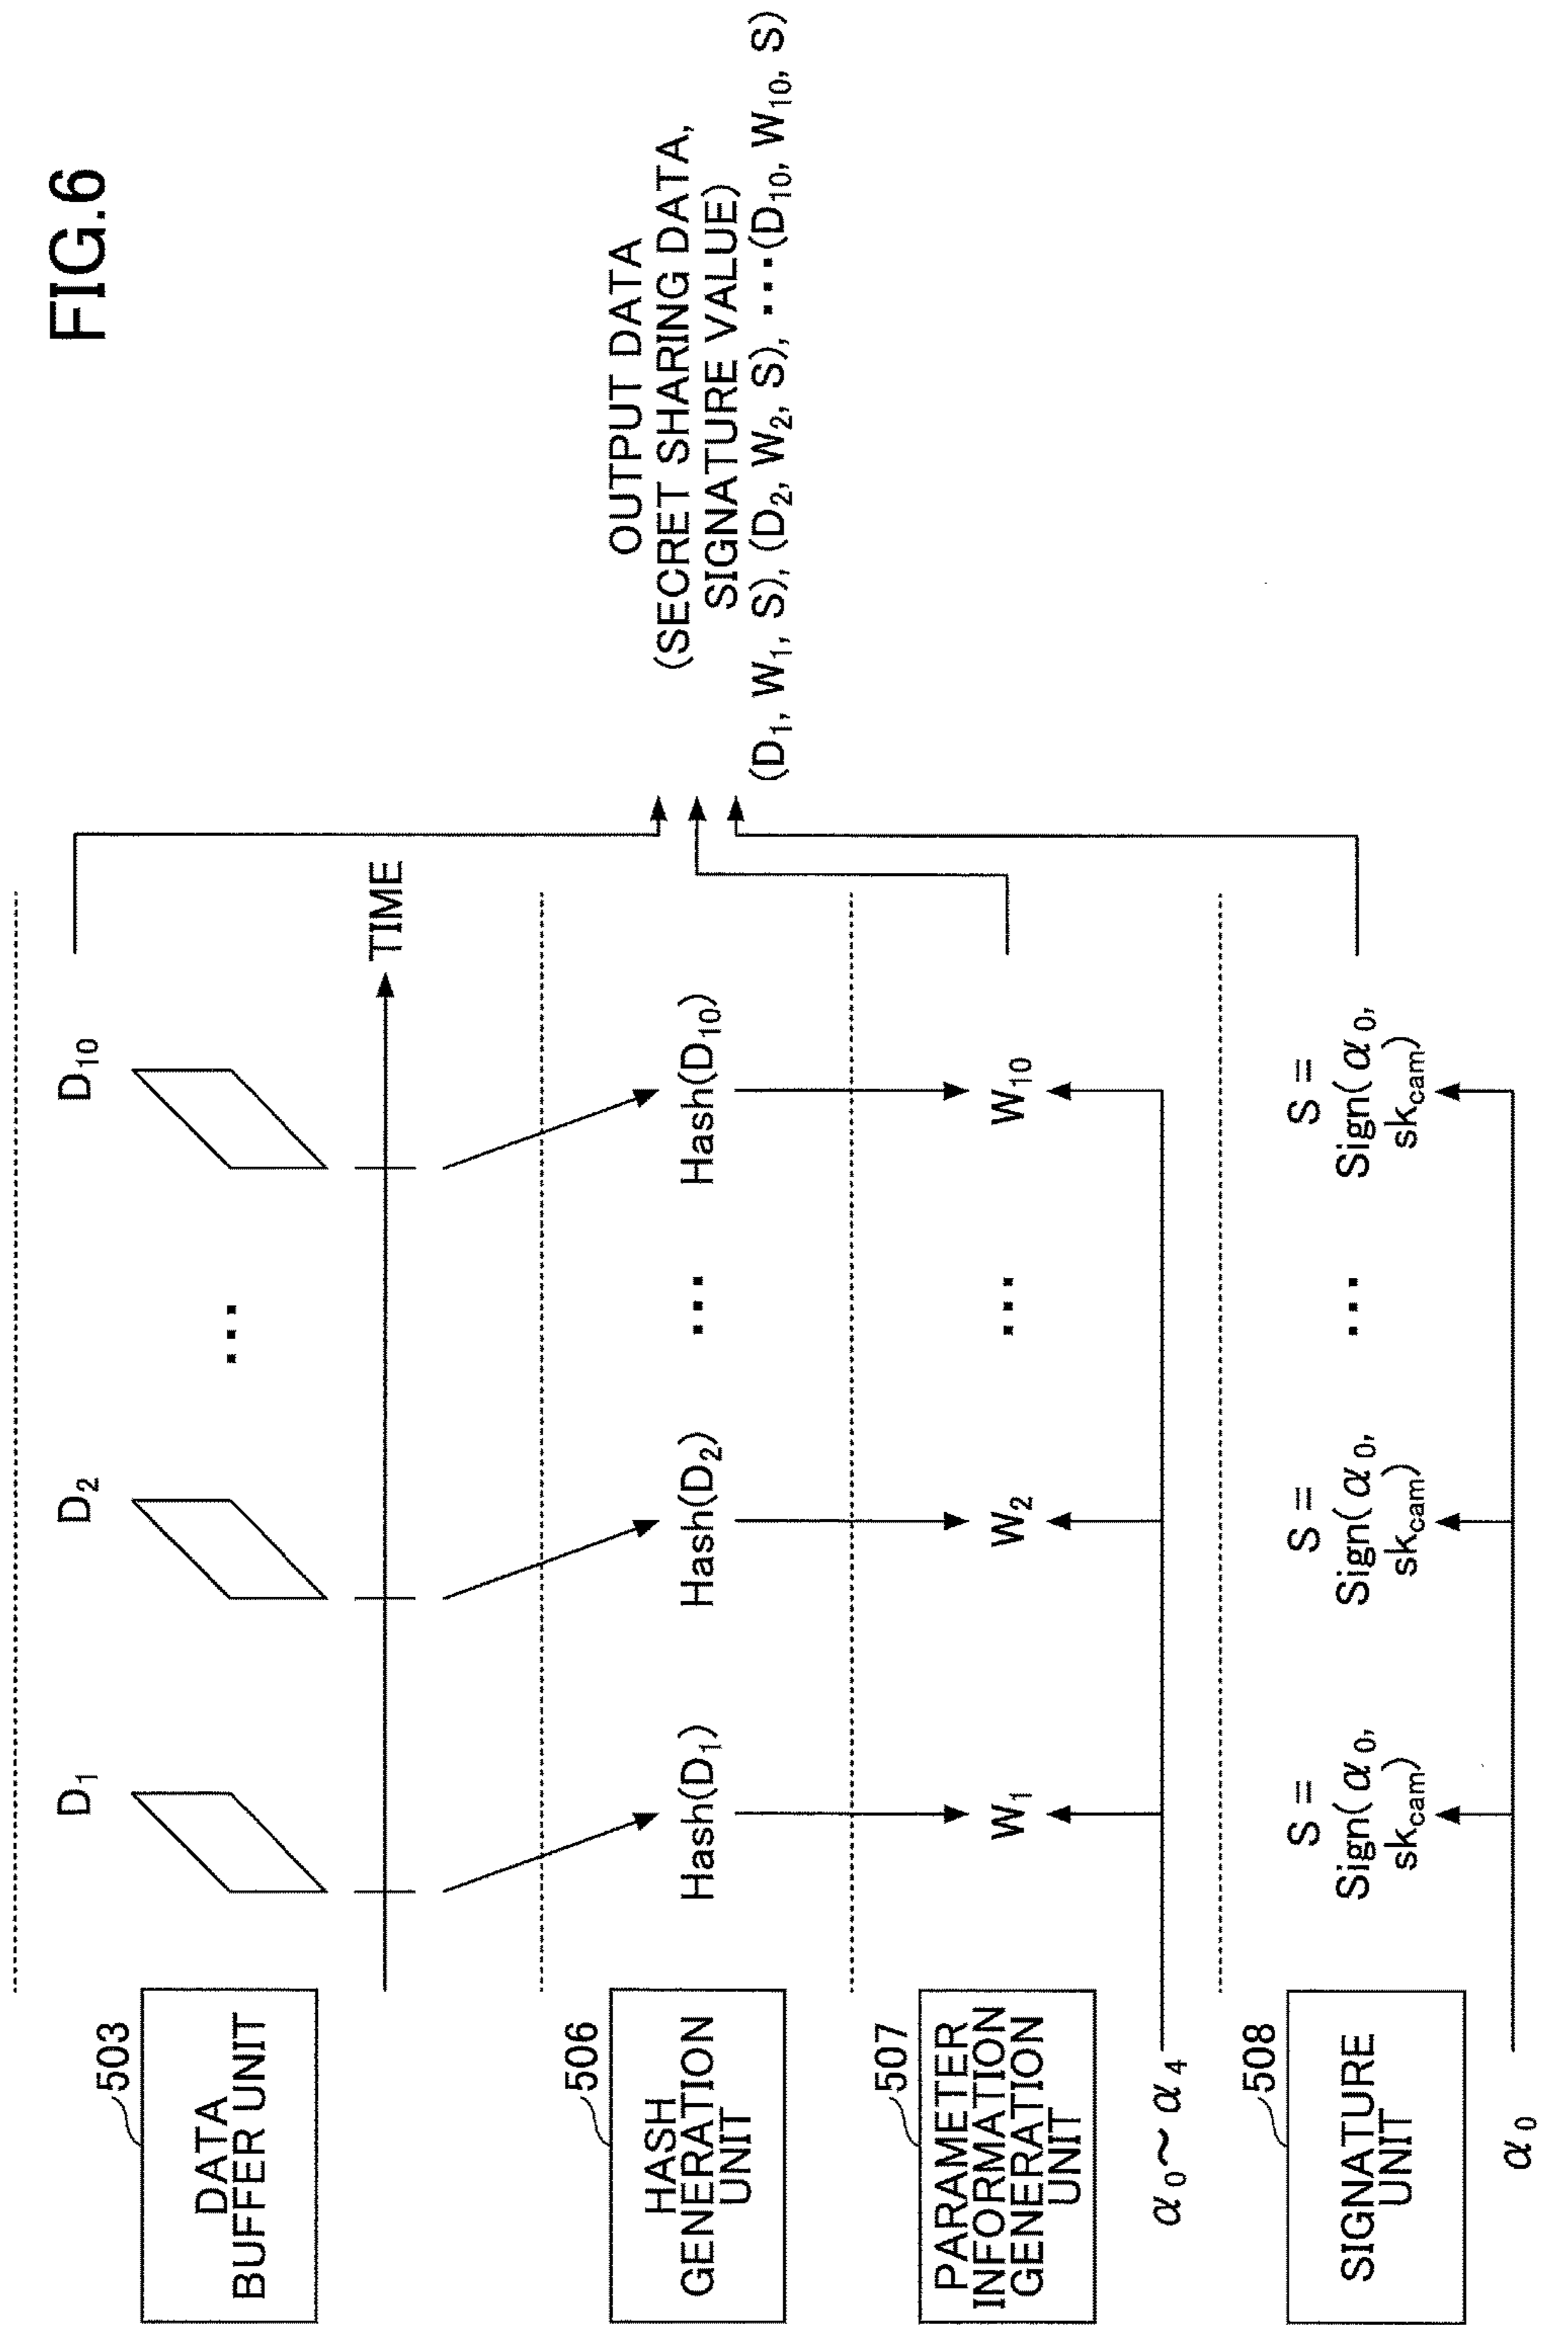 FIG.6
503
DATA
BUFFER UNIT
D1
D2
...
D10
TIME
506
HASH
GENERATION
UNIT
Hash(D1)
Hash(D2)
...
Hash(D10)
507
PARAMETER
INFORMATION
GENERATION
UNIT
W1
W2
...
W10
α0~α4
508
SIGNATURE
UNIT
S =
Sign(α0,
skcam)
S =
Sign(α0,
skcam)
...
S =
Sign(α0,
skcam)
α0
OUTPUT DATA
(SECRET SHARING DATA,
SIGNATURE VALUE)
(D1, W1, S), (D2, W2, S), ...(D10, W10, S)